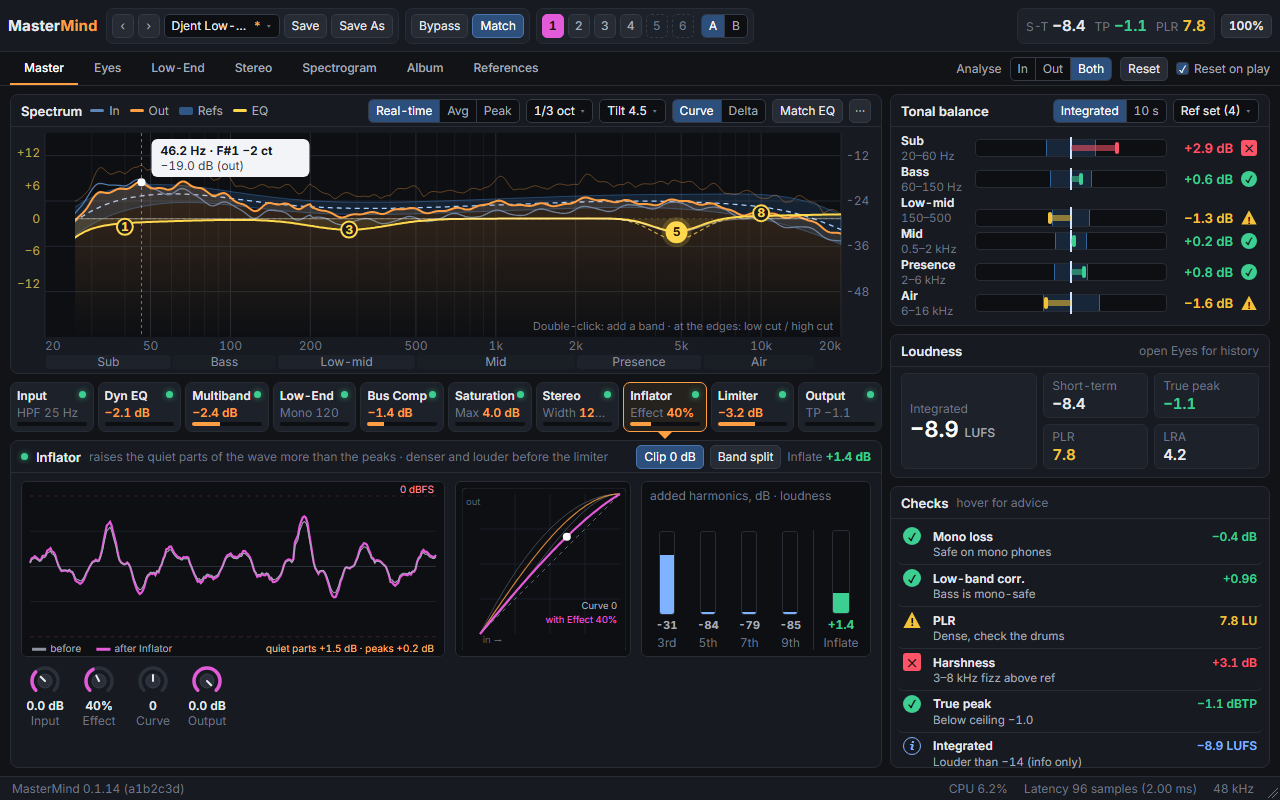 MasterMind ‹ › Djent Low-... * Save Save As Bypass Match 1 2 3 4 5 6 A B S-T −8.4 TP −1.1 PLR 7.8 100%
Master Eyes Low-End Stereo Spectrogram Album References Analyse In Out Both Reset Reset on play
Spectrum In Out Refs EQ Real-time Avg Peak 1/3 oct Tilt 4.5 Curve Delta Match EQ ...
46.2 Hz · F#1 −2 ct
−19.0 dB (out)
+12 −12
+6 −24
0
−6 −36
−12 −48
1 3 5 8
Double-click: add a band · at the edges: low cut / high cut
20 50 100 200 500 1k 2k 5k 10k 20k
Sub Bass Low-mid Mid Presence Air
Tonal balance Integrated 10 s Ref set (4)
Sub
20–60 Hz
+2.9 dB
Bass
60–150 Hz
+0.6 dB
Low-mid
150–500
−1.3 dB
Mid
0.5–2 kHz
+0.2 dB
Presence
2–6 kHz
+0.8 dB
Air
6–16 kHz
−1.6 dB
Input
HPF 25 Hz
Dyn EQ
−2.1 dB
Multiband
−2.4 dB
Low-End
Mono 120
Bus Comp
−1.4 dB
Saturation
Max 4.0 dB
Stereo
Width 12...
Inflator
Effect 40%
Limiter
−3.2 dB
Output
TP −1.1
Loudness open Eyes for history
Integrated
−8.9 LUFS
Short-term
−8.4
True peak
−1.1
PLR
7.8
LRA
4.2
Inflator raises the quiet parts of the wave more than the peaks · denser and louder before the limiter Clip 0 dB Band split Inflate +1.4 dB
0 dBFS
before after Inflator quiet parts +1.5 dB · peaks +0.2 dB
out
Curve 0
with Effect 40%
in →
added harmonics, dB · loudness
-31 -84 -79 -85 +1.4
3rd 5th 7th 9th Inflate
0.0 dB 40% 0 0.0 dB
Input Effect Curve Output
Checks hover for advice
Mono loss −0.4 dB
Safe on mono phones
Low-band corr. +0.96
Bass is mono-safe
PLR 7.8 LU
Dense, check the drums
Harshness +3.1 dB
3–8 kHz fizz above ref
True peak −1.1 dBTP
Below ceiling −1.0
Integrated −8.9 LUFS
Louder than −14 (info only)
MasterMind 0.1.14 (a1b2c3d) CPU 6.2% Latency 96 samples (2.00 ms) 48 kHz